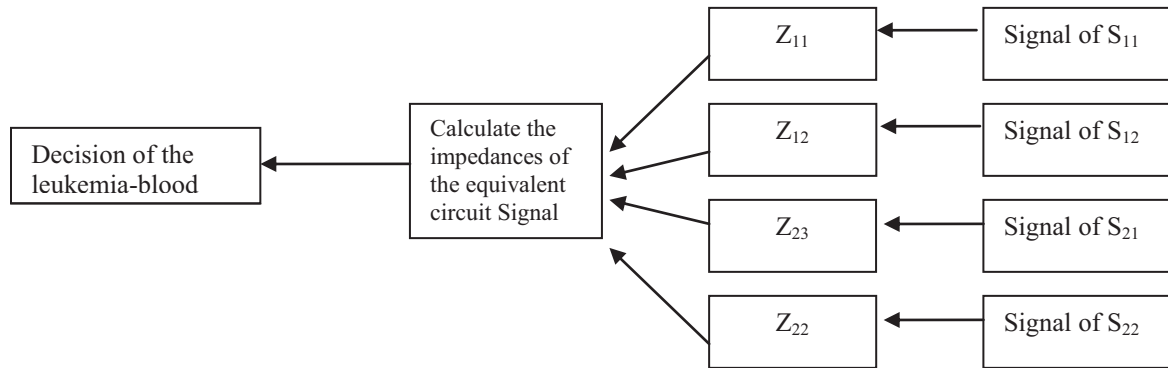 Z₁₁
Signal of S₁₁
Decision of the
leukemia-blood
Calculate the
impedances of
the equivalent
circuit Signal
Z₁₂
Signal of S₁₂
Z₂₃
Signal of S₂₁
Z₂₂
Signal of S₂₂